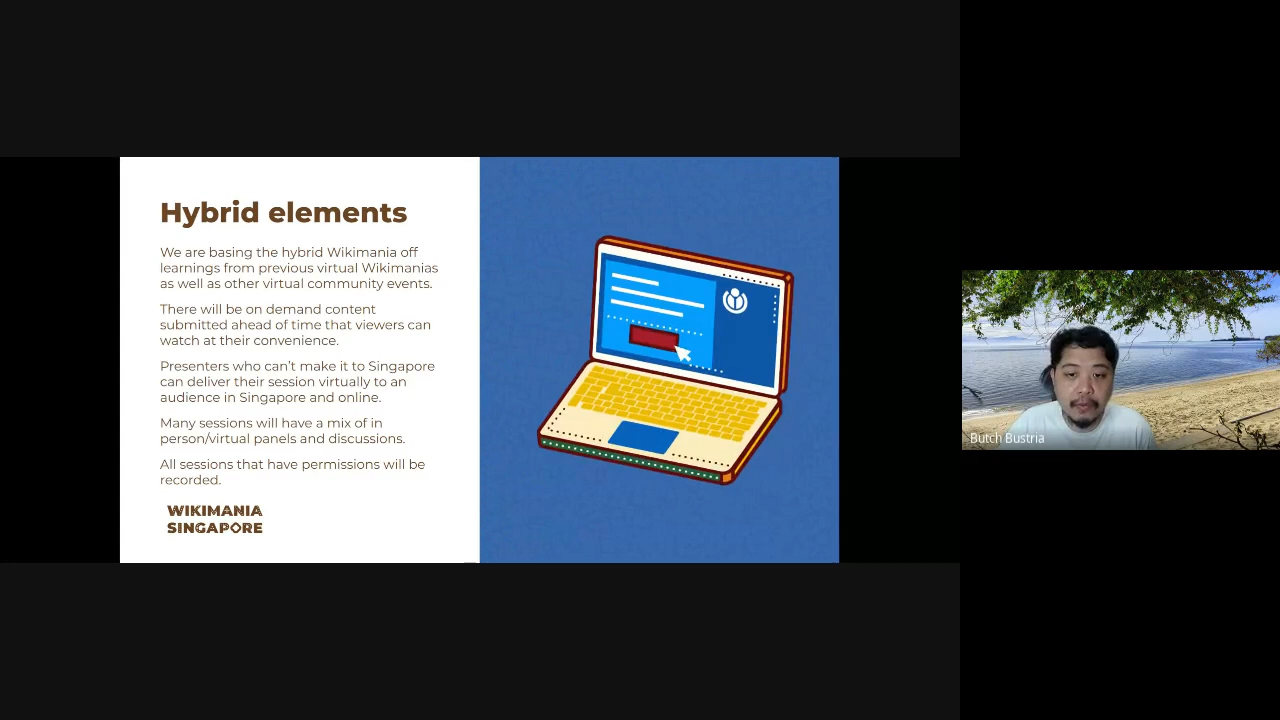 Hybrid elements
We are basing the hybrid Wikimania off
learnings from previous virtual Wikimanias
as well as other virtual community events.
There will be on demand content
submitted ahead of time that viewers can
watch at their convenience.
Presenters who can't make it to Singapore
can deliver their session virtually to an
audience in Singapore and online.
Many sessions will have a mix of in
person/virtual panels and discussions.
All sessions that have permissions will be
recorded.
WIKIMANIA
SINGAPORE
Butch Bustria